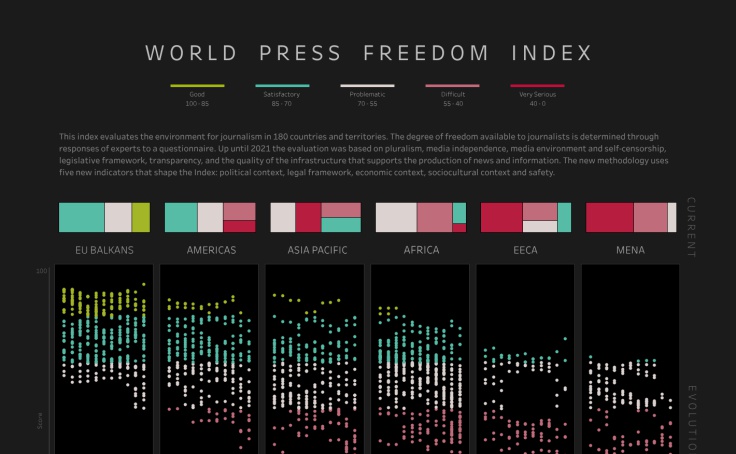 WORLD PRESS FREEDOM INDEX
Good
100 - 85
Satisfactory
85 - 70
Problematic
70 - 55
Difficult
55 - 40
Very Serious
40 - 0
This index evaluates the environment for journalism in 180 countries and territories. The degree of freedom available to journalists is determined through
responses of experts to a questionnaire. Up until 2021 the evaluation was based on pluralism, media independence, media environment and self-censorship,
legislative framework, transparency, and the quality of the infrastructure that supports the production of news and information. The new methodology uses
five new indicators that shape the Index: political context, legal framework, economic context, sociocultural context and safety.
CURRENT
EU BALKANS
AMERICAS
ASIA PACIFIC
AFRICA
EECA
MENA
100
Score
EVOLUTIO